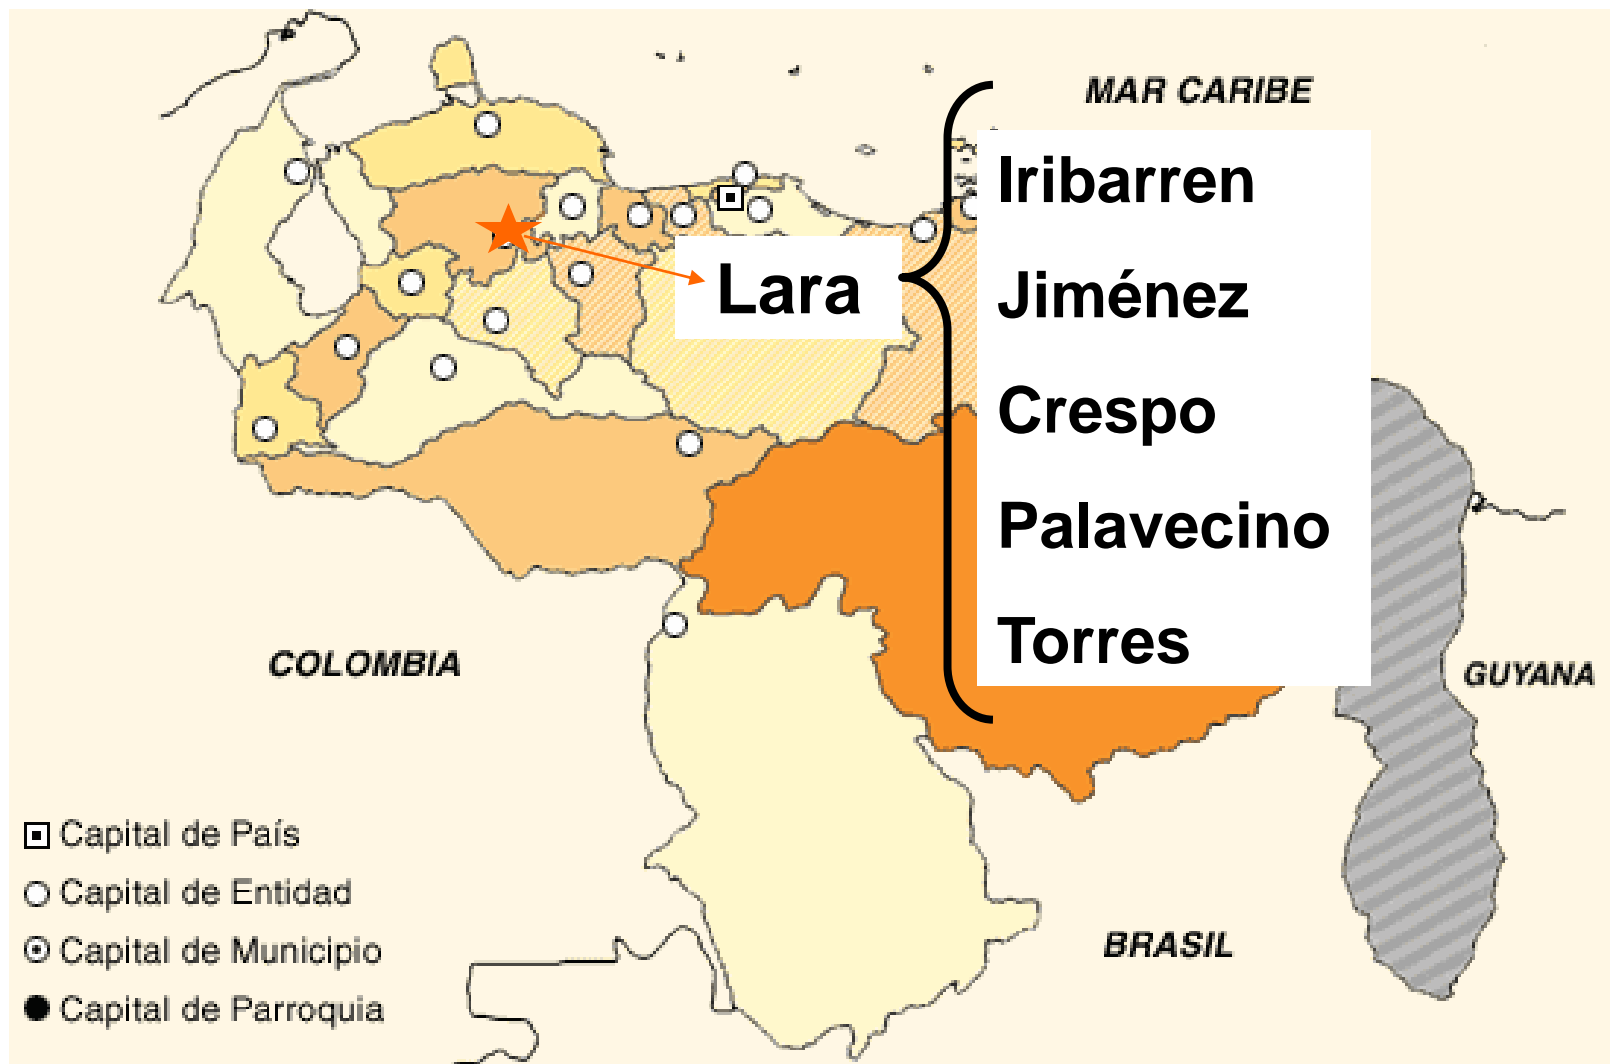 MAR CARIBE
Iribarren
Jiménez
Lara
Crespo
Palavecino
Torres
COLOMBIA
GUYANA
BRASIL
Capital de País
Capital de Entidad
Capital de Municipio
Capital de Parroquia